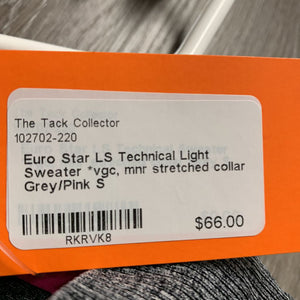 The Tack Collector
102702-220
Euro Star LS Technical Light
Sweater *vgc, mnr stretched collar
Grey/Pink S
RKRVK8
$66.00